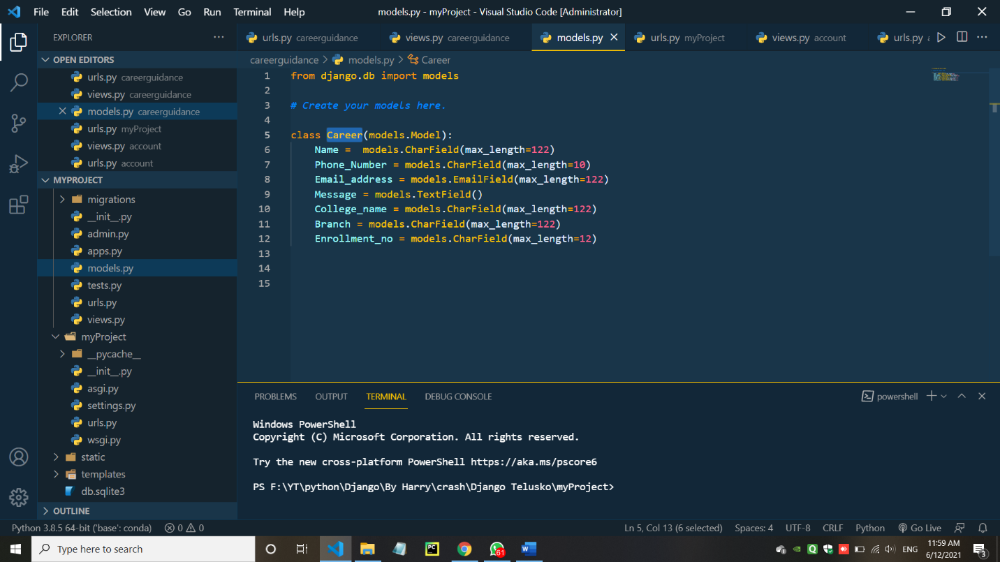 File Edit Selection View Go Run Terminal Help models.py - myProject - Visual Studio Code [Administrator]
EXPLORER
OPEN EDITORS
urls.py careerguidance
views.py careerguidance
models.py careerguidance
urls.py myProject
views.py account
urls.py account
MYPROJECT
migrations
__init__.py
admin.py
apps.py
models.py
tests.py
urls.py
views.py
myProject
__pycache__
__init__.py
asgi.py
settings.py
urls.py
wsgi.py
static
templates
db.sqlite3
OUTLINE
urls.py careerguidance views.py careerguidance models.py urls.py myProject views.py account urls.py a
careerguidance > models.py > Career
1 from django.db import models
2
3 # Create your models here.
4
5 class Career(models.Model):
6 Name =  models.CharField(max_length=122)
7 Phone_Number = models.CharField(max_length=10)
8 Email_address = models.EmailField(max_length=122)
9 Message = models.TextField()
10 College_name = models.CharField(max_length=122)
11 Branch = models.CharField(max_length=122)
12 Enrollment_no = models.CharField(max_length=12)
13
14
15
PROBLEMS OUTPUT TERMINAL DEBUG CONSOLE powershell
Windows PowerShell
Copyright (C) Microsoft Corporation. All rights reserved.
Try the new cross-platform PowerShell https://aka.ms/pscore6
PS F:\YT\python\Django\By Harry\crash\Django Telusko\myProject>
Python 3.8.5 64-bit ('base': conda) 0 0 Ln 5, Col 13 (6 selected) Spaces: 4 UTF-8 CRLF Python Go Live
Type here to search PC 61 W Q ENG 11:59 AM
6/12/2021 3